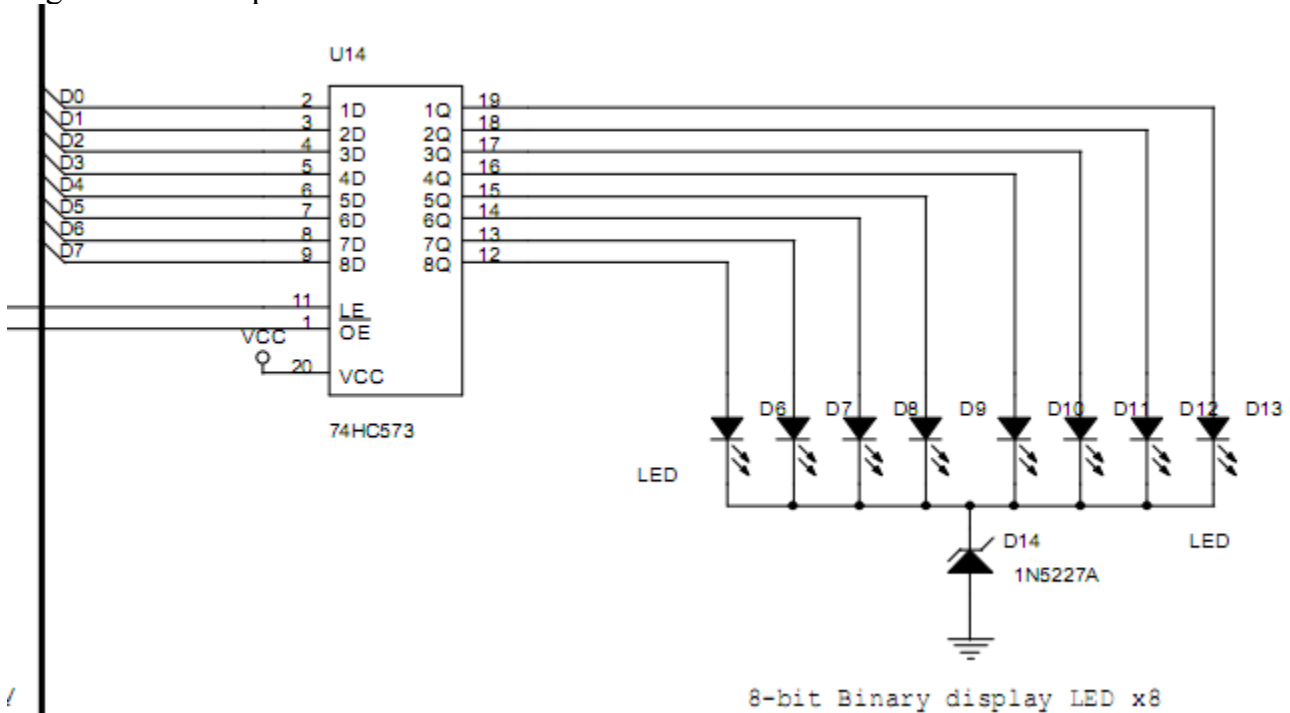 U14
D0
D1
D2
D3
D4
D5
D6
D7
2
3
4
5
6
7
8
9
11
1
20
VCC
1D
2D
3D
4D
5D
6D
7D
8D
LE
OE
VCC
1Q
2Q
3Q
4Q
5Q
6Q
7Q
8Q
19
18
17
16
15
14
13
12
74HC573
D6 D7 D8 D9 D10 D11 D12 D13
LED
LED
D14
1N5227A
8-bit Binary display LED x8